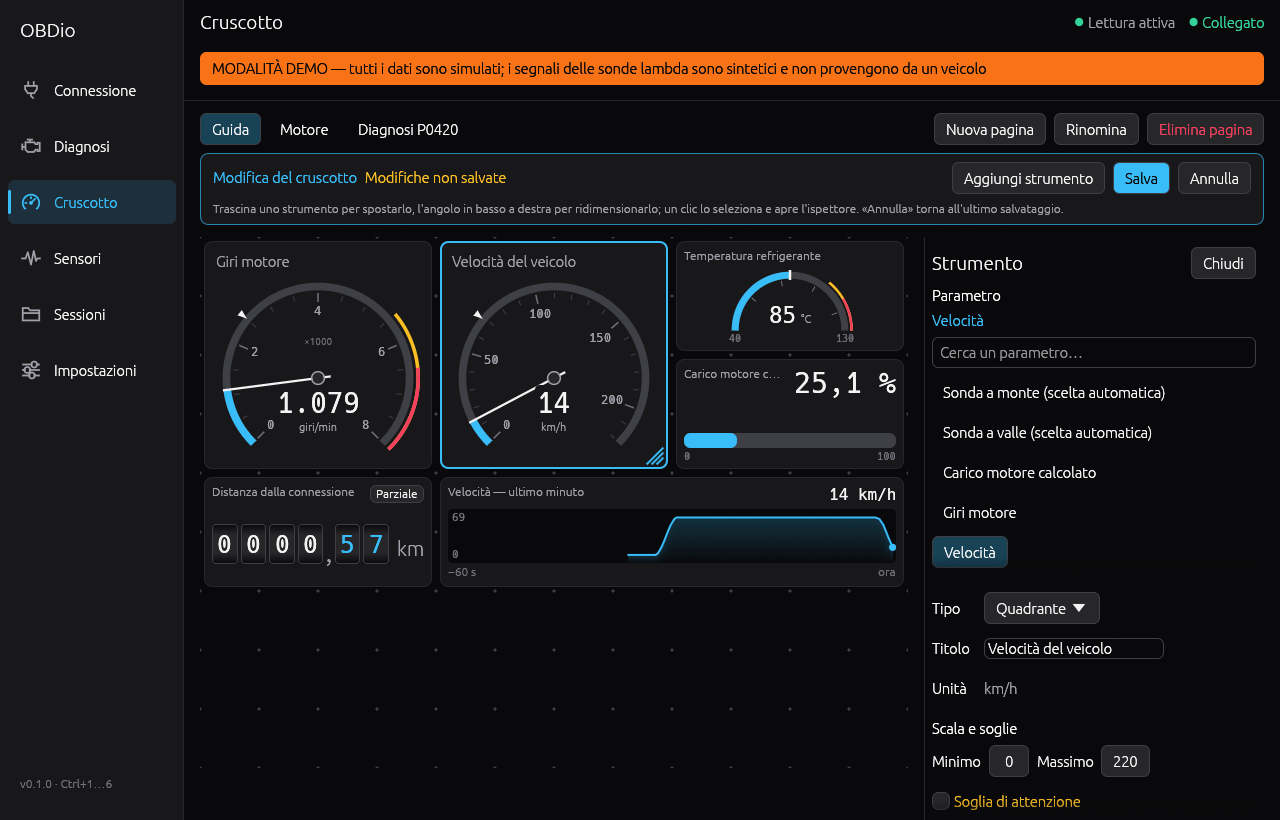 OBDio
Connessione
Diagnosi
Cruscotto
Sensori
Sessioni
Impostazioni
v0.1.0 · Ctrl+1…6
Cruscotto
Lettura attiva
Collegato
MODALITÀ DEMO — tutti i dati sono simulati; i segnali delle sonde lambda sono sintetici e non provengono da un veicolo
Guida Motore Diagnosi P0420
Nuova pagina Rinomina Elimina pagina
Modifica del cruscotto Modifiche non salvate
Aggiungi strumento Salva Annulla
Trascina uno strumento per spostarlo, l'angolo in basso a destra per ridimensionarlo; un clic lo seleziona e apre l'ispettore. «Annulla» torna all'ultimo salvataggio.
Giri motore
0 2 4 6 8
×1000
1.079
giri/min
Velocità del veicolo
0 50 100 150 200
14
km/h
Temperatura refrigerante
85 °C
40 130
Carico motore c…
25,1 %
0 100
Distanza dalla connessione
Parziale
0000,57 km
Velocità — ultimo minuto
14 km/h
69
0
−60 s ora
Strumento
Chiudi
Parametro
Velocità
Cerca un parametro…
Sonda a monte (scelta automatica)
Sonda a valle (scelta automatica)
Carico motore calcolato
Giri motore
Velocità
Tipo Quadrante
Titolo Velocità del veicolo
Unità km/h
Scala e soglie
Minimo 0 Massimo 220
Soglia di attenzione